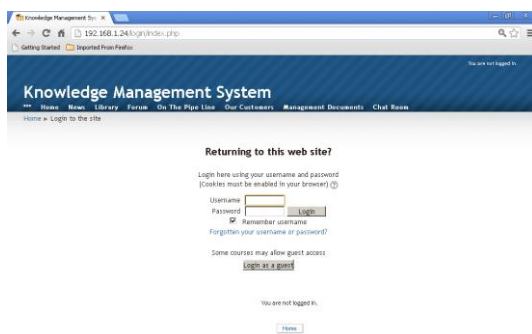 Knowledge Management Syst ×
192.168.1.24/login/index.php
Getting Started Imported From Firefox
You are not logged in.
Knowledge Management System
*** Home News Library Forum On The Pipe Line Our Customers Management Documents Chat Room
Home » Login to the site
Returning to this web site?
Login here using your username and password
(Cookies must be enabled in your browser) ?
Username
Password Login
Remember username
Forgotten your username or password?
Some courses may allow guest access
Login as a guest
You are not logged in.
Home